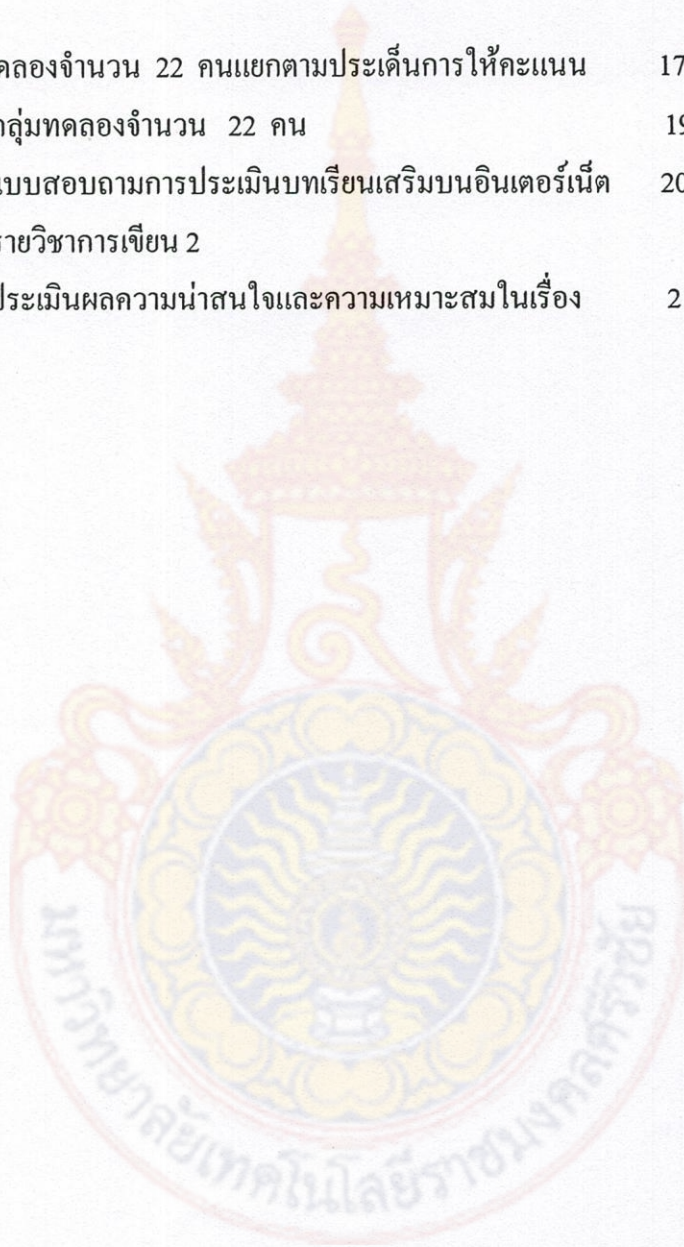 ดลองจำนวน 22 คนแยกตามประเด็นการให้คะแนน 17
ลุ่มทดลองจำนวน 22 คน 19
แบบสอบถามการประเมินบทเรียนเสริมบนอินเตอร์เน็ต 20
รายวิชาการเขียน 2
ประเมินผลความน่าสนใจและความเหมาะสมในเรื่อง 2
มหาวิทยาลัยเทคโนโลยีราชมงคลศรีวิชัย